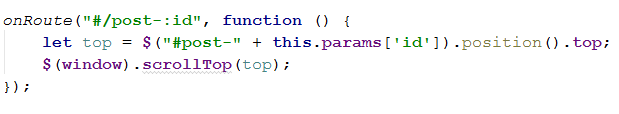 onRoute("#/post-:id", function () {
    let top = $("#post-" + this.params['id']).position().top;
    $(window).scrollTop(top);
});